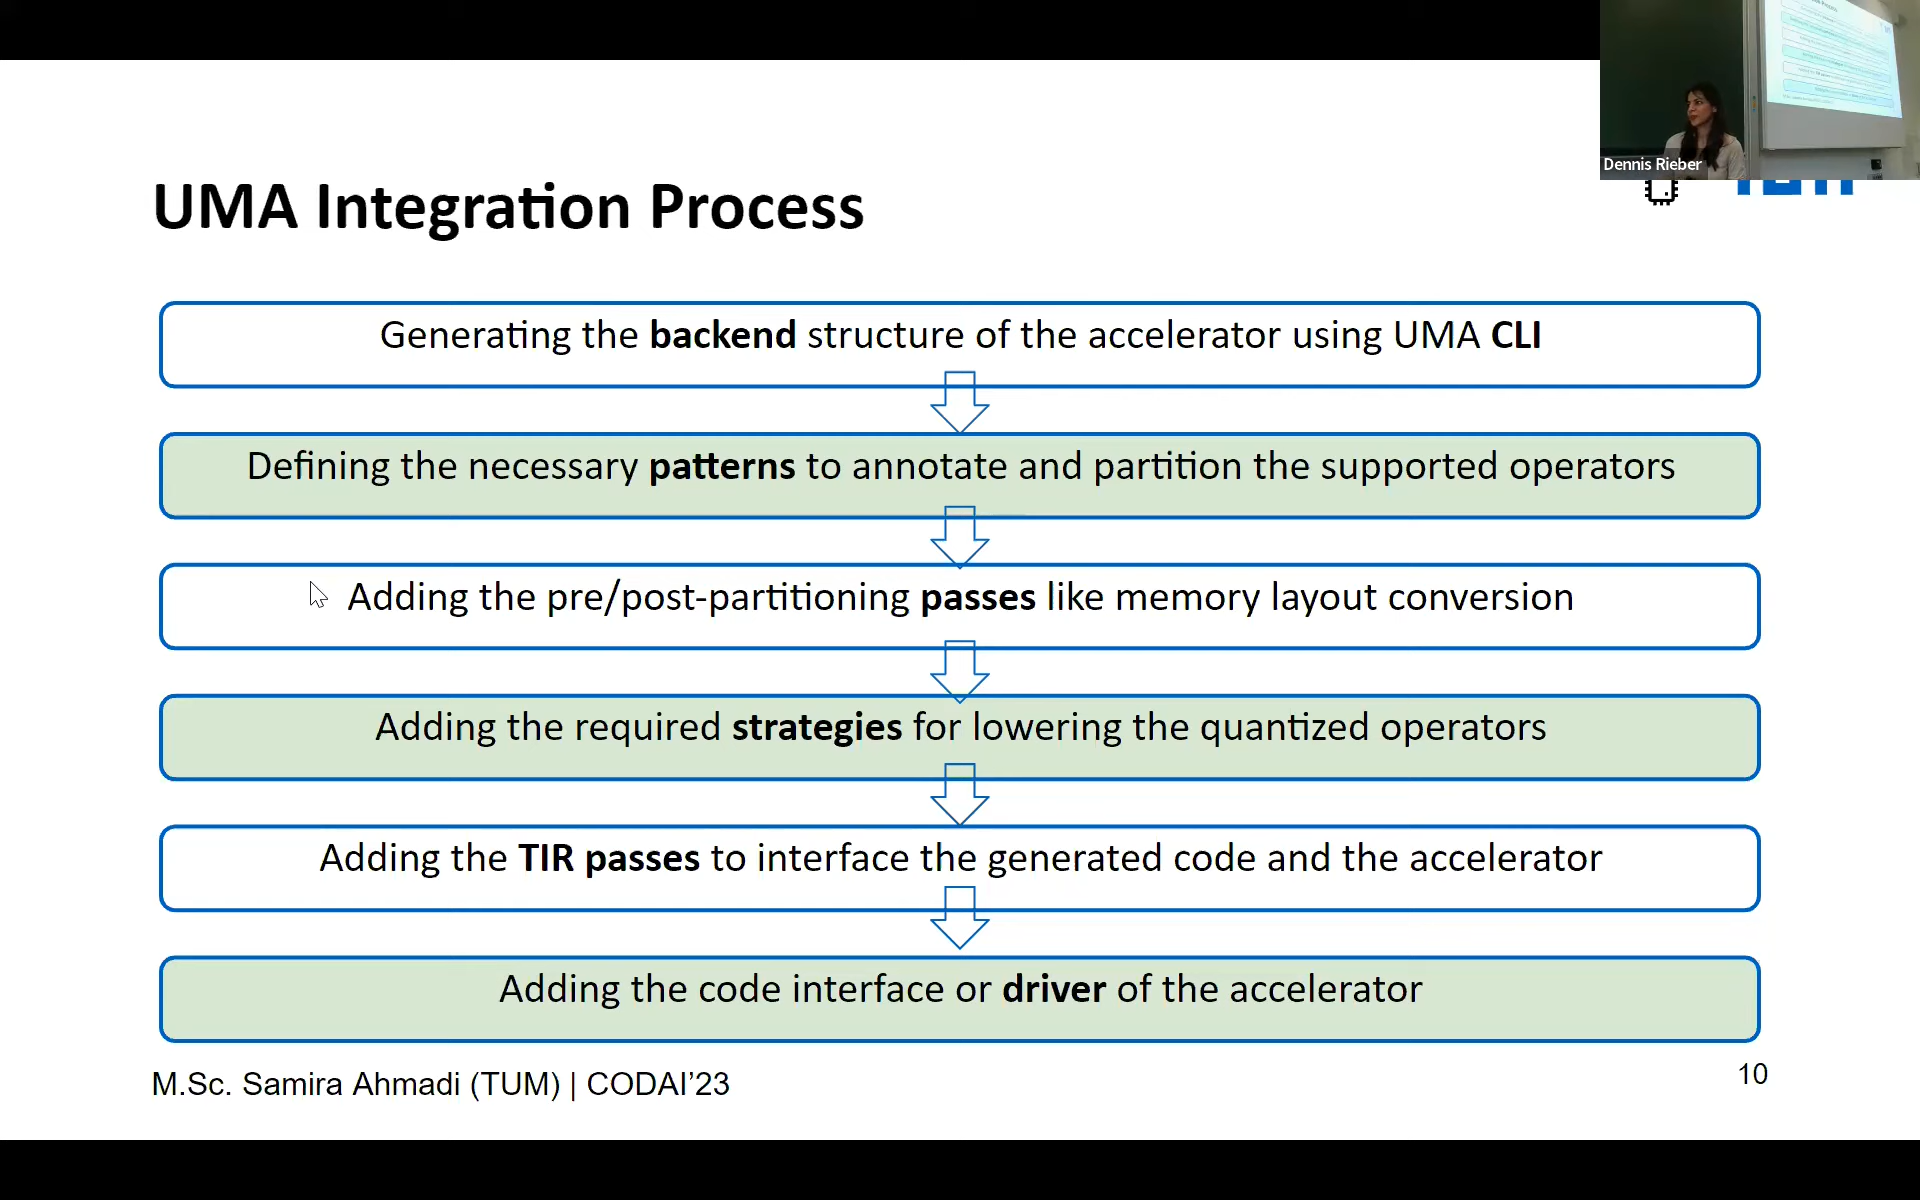 Dennis Rieber
UMA Integration Process
Generating the backend structure of the accelerator using UMA CLI
Defining the necessary patterns to annotate and partition the supported operators
Adding the pre/post-partitioning passes like memory layout conversion
Adding the required strategies for lowering the quantized operators
Adding the TIR passes to interface the generated code and the accelerator
Adding the code interface or driver of the accelerator
M.Sc. Samira Ahmadi (TUM) | CODAI’23
10